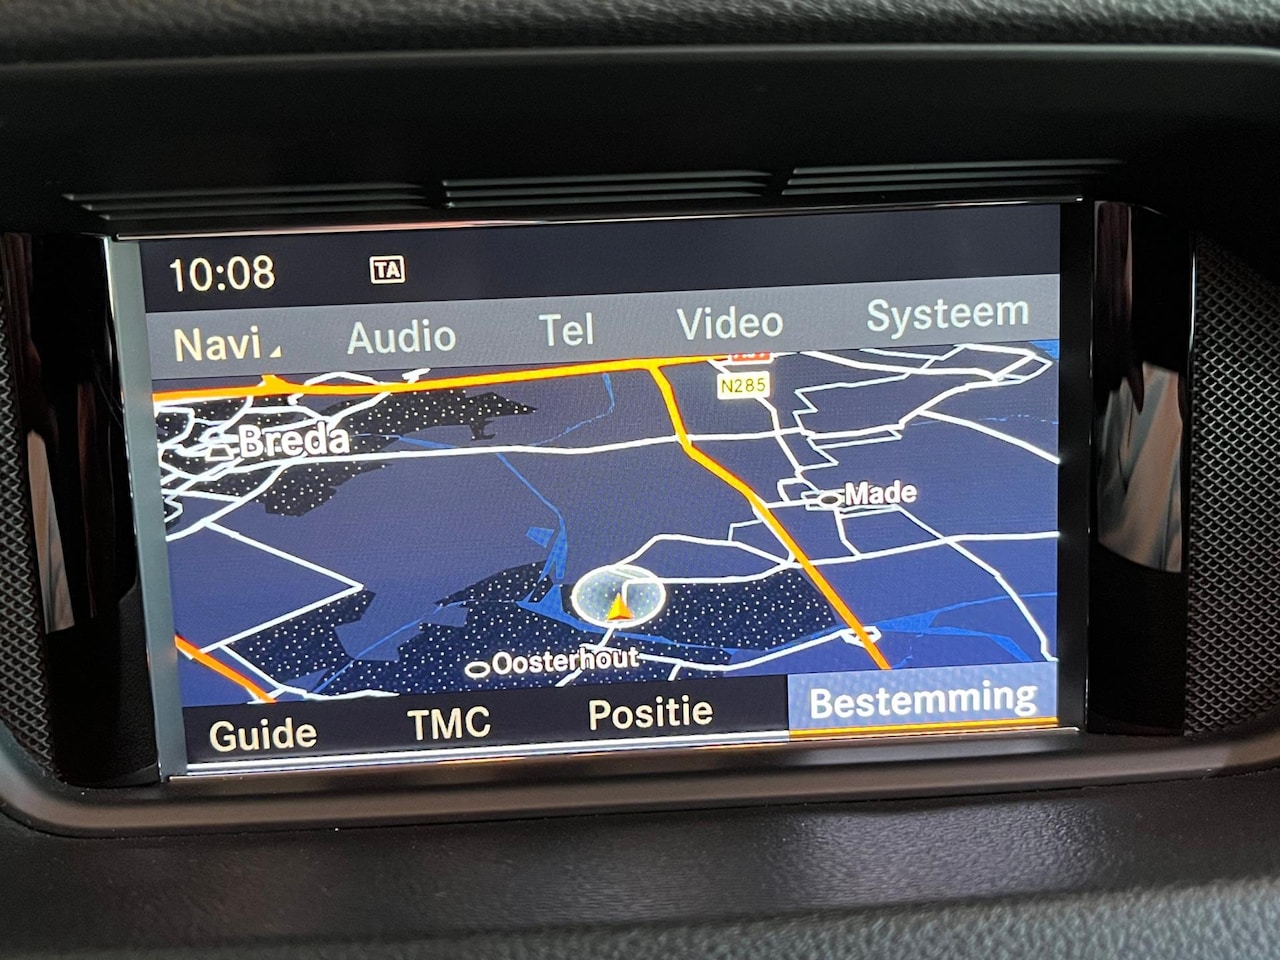 10:08 TA
Navi Audio Tel Video Systeem
N285
Breda
Made
Oosterhout
Guide TMC Positie Bestemming